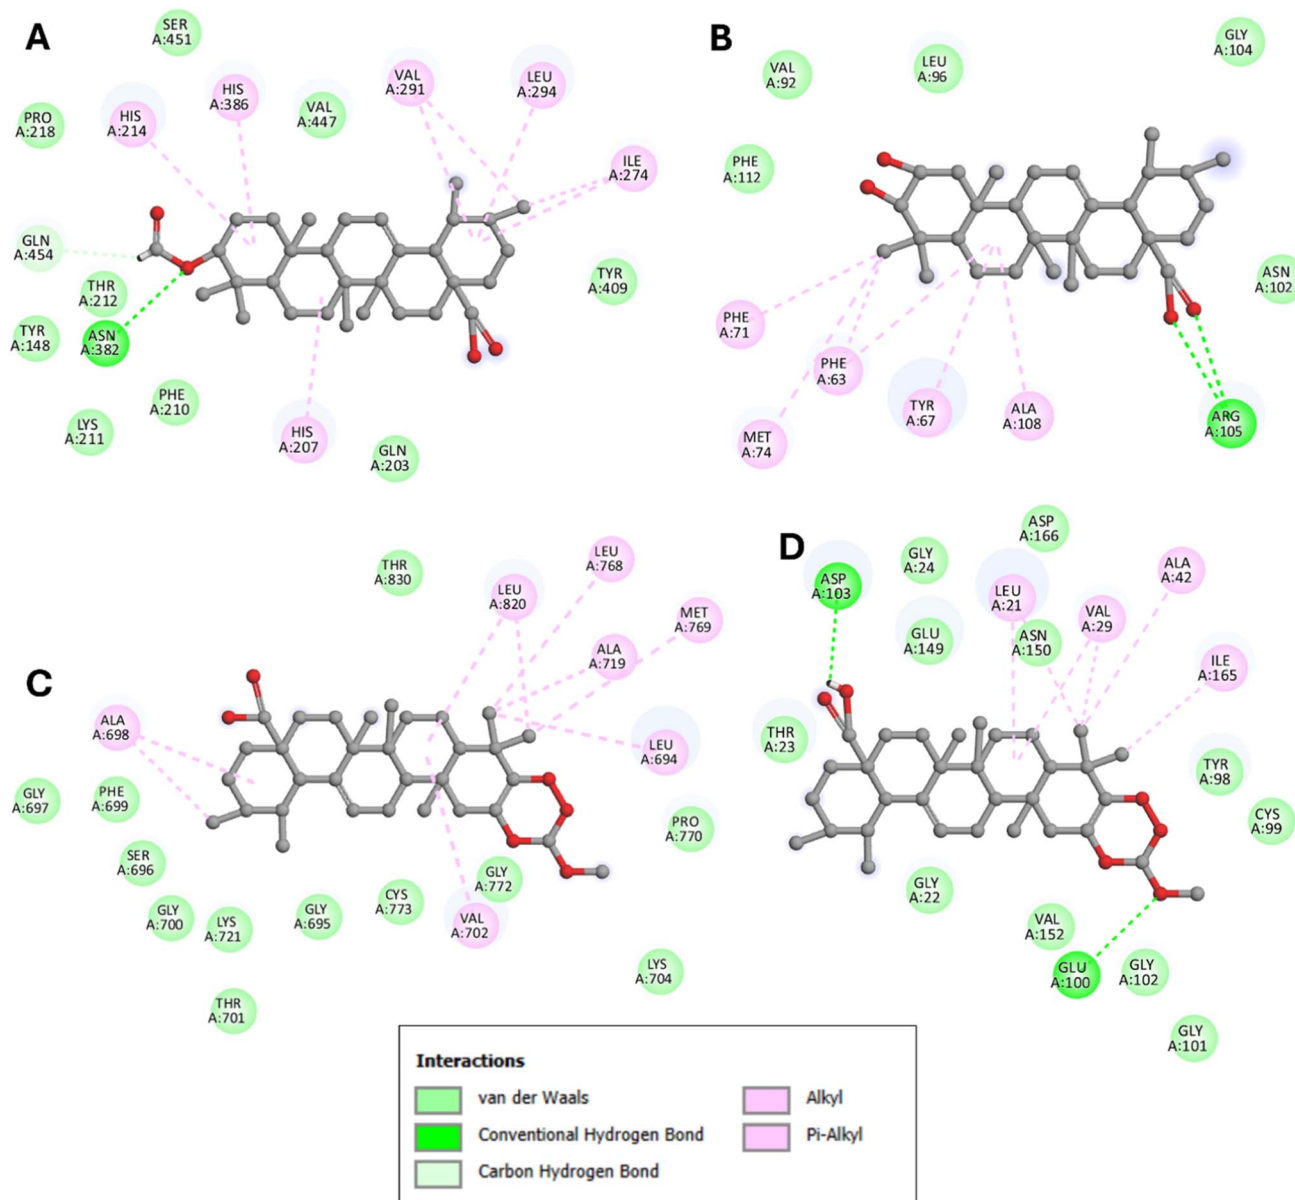 A
SER
A:451
PRO
A:218
HIS
A:214
HIS
A:386
VAL
A:447
VAL
A:291
LEU
A:294
ILE
A:274
GLN
A:454
THR
A:212
TYR
A:148
ASN
A:382
TYR
A:409
PHE
A:210
LYS
A:211
HIS
A:207
GLN
A:203
B
VAL
A:92
LEU
A:96
GLY
A:104
PHE
A:112
ASN
A:102
PHE
A:71
PHE
A:63
MET
A:74
TYR
A:67
ALA
A:108
ARG
A:105
C
THR
A:830
LEU
A:820
LEU
A:768
MET
A:769
ALA
A:719
ALA
A:698
LEU
A:694
GLY
A:697
PHE
A:699
PRO
A:770
SER
A:696
GLY
A:700
LYS
A:721
GLY
A:695
CYS
A:773
GLY
A:772
VAL
A:702
LYS
A:704
THR
A:701
D
ASP
A:103
GLY
A:24
ASP
A:166
LEU
A:21
ALA
A:42
GLU
A:149
ASN
A:150
VAL
A:29
ILE
A:165
THR
A:23
TYR
A:98
CYS
A:99
GLY
A:22
VAL
A:152
GLU
A:100
GLY
A:102
GLY
A:101
Interactions
van der Waals
Conventional Hydrogen Bond
Carbon Hydrogen Bond
Alkyl
Pi-Alkyl